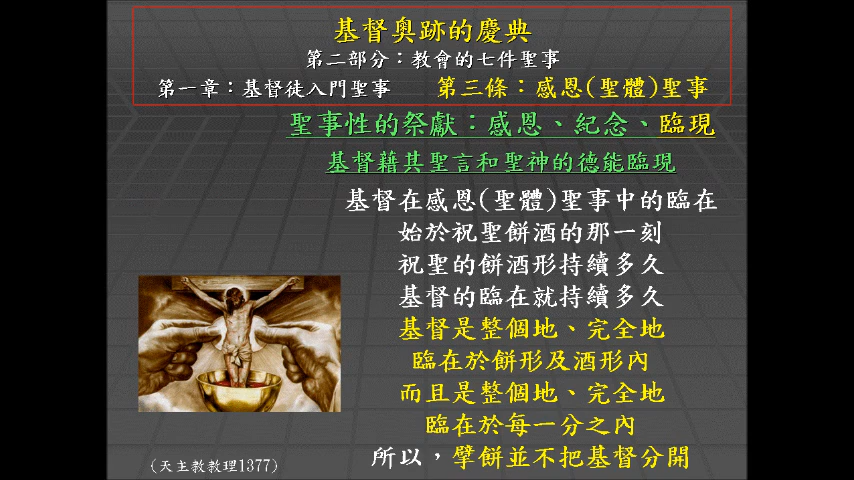 基督奧跡的慶典
第二部分：教會的七件聖事
第一章：基督徒入門聖事　第三條：感恩(聖體)聖事
聖事性的祭獻：感恩、紀念、臨現
基督藉其聖言和聖神的德能臨現
基督在感恩(聖體)聖事中的臨在
始於祝聖餅酒的那一刻
祝聖的餅酒形持續多久
基督的臨在就持續多久
基督是整個地、完全地
臨在於餅形及酒形內
而且是整個地、完全地
臨在於每一分之內
所以，擘餅並不把基督分開
(天主教教理1377)